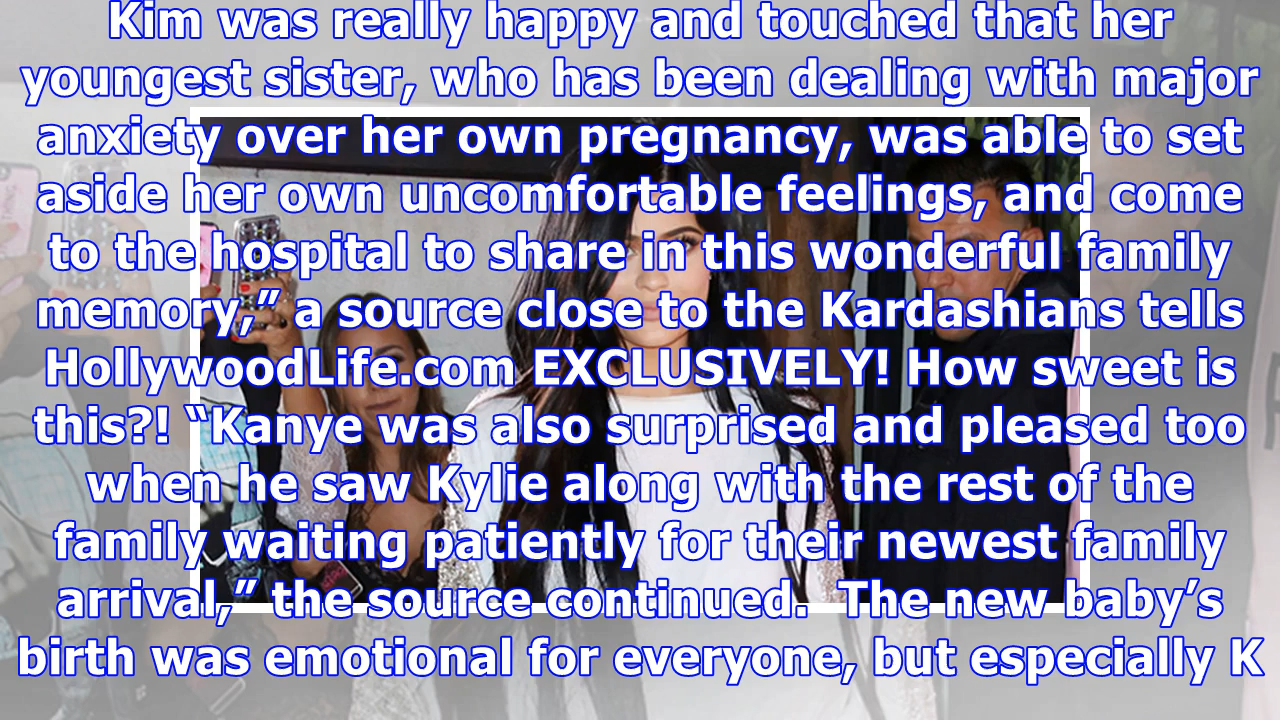 Kim was really happy and touched that her
youngest sister, who has been dealing with major
anxiety over her own pregnancy, was able to set
aside her own uncomfortable feelings, and come
to the hospital to share in this wonderful family
memory,” a source close to the Kardashians tells
HollywoodLife.com EXCLUSIVELY! How sweet is
this?! “Kanye was also surprised and pleased too
when he saw Kylie along with the rest of the
family waiting patiently for their newest family
arrival,” the source continued.  The new baby’s
birth was emotional for everyone, but especially K